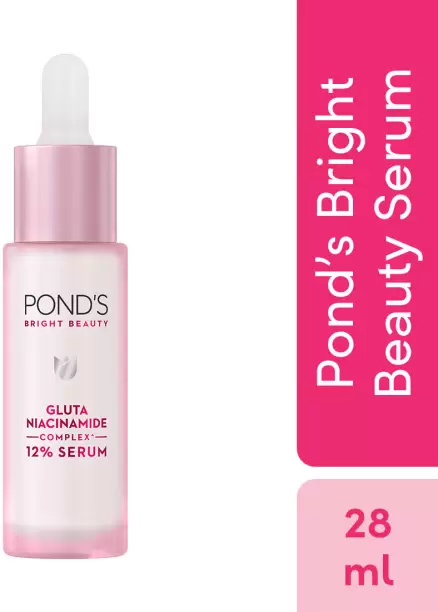 POND'S
BRIGHT BEAUTY
GLUTA
NIACINAMIDE
COMPLEX^
12% SERUM
Pond's Bright
Beauty Serum
28
ml